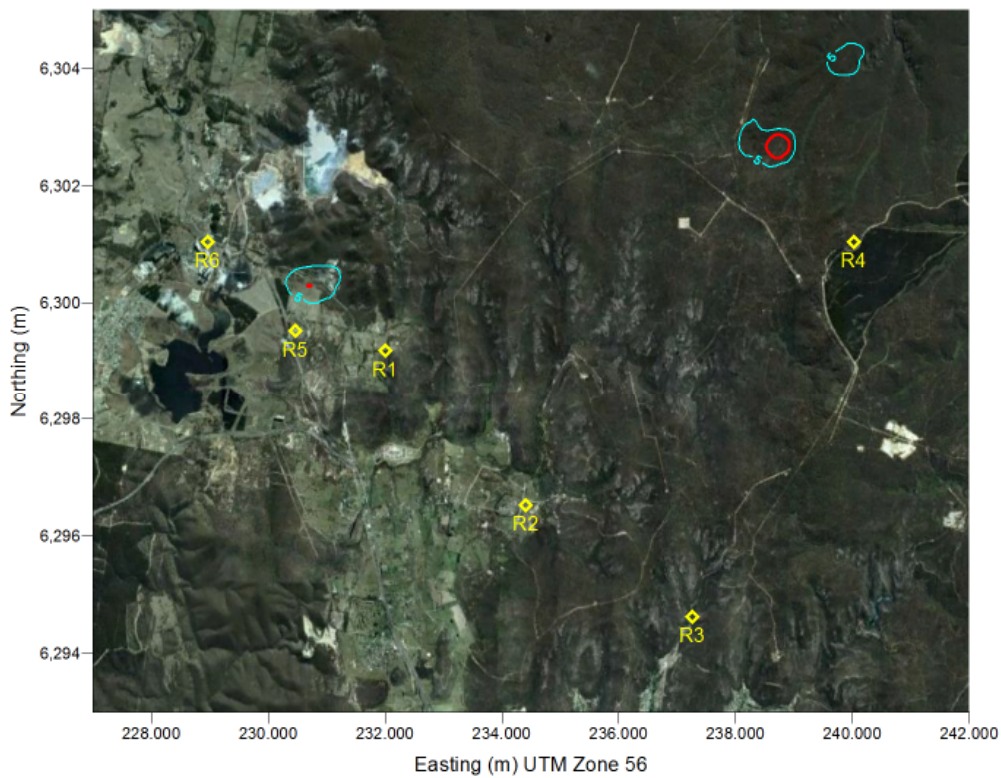 6,304
5
5
6,302
R6
R4
6,300
5
R5
R1
6,298
R2
6,296
R3
6,294
228.000 230.000 232.000 234.000 236.000 238.000 240.000 242.000
Northing (m)
Easting (m) UTM Zone 56